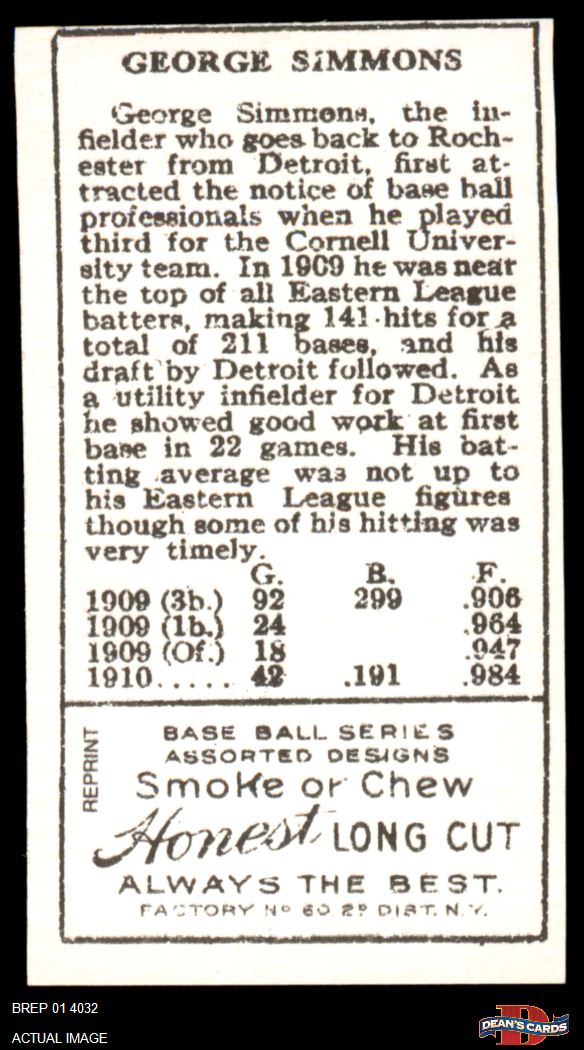 GEORGE SIMMONS
George Simmons, the in-
fielder who goes back to Roch-
ester from Detroit, first at-
tracted the notice of base ball
professionals when he played
third for the Cornell Univer-
sity team. In 1909 he was near
the top of all Eastern League
batters, making 141 hits for a
total of 211 bases, and his
draft by Detroit followed. As
a utility infielder for Detroit
he showed good work at first
base in 22 games. His bat-
ting average was not up to
his Eastern League figures
though some of his hitting was
very timely.
G. B. F.
1909 (3b.) 92 299 .906
1909 (1b.) 24 .964
1909 (Of.) 18 .947
1910..... 42 .191 .984
REPRINT
BASE BALL SERIES
ASSORTED DESIGNS
Smoke or Chew
Honest LONG CUT
ALWAYS THE BEST.
FACTORY No 60, 2D DIST. N.Y.
BREP 01 4032
ACTUAL IMAGE
D
DEAN'S CARDS